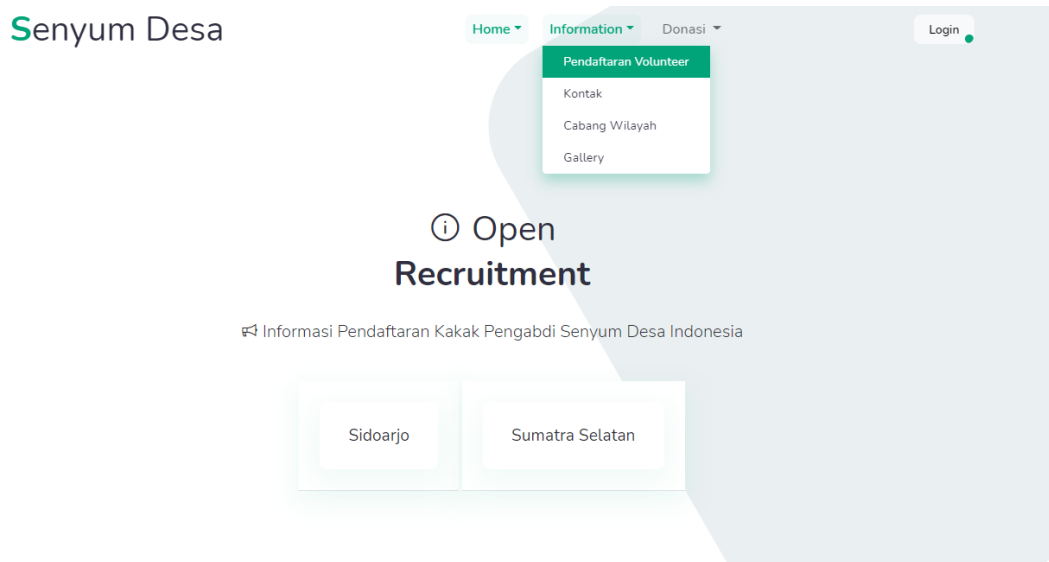 Senyum Desa
Home Information Donasi Login
Pendaftaran Volunteer
Kontak
Cabang Wilayah
Gallery
Open
Recruitment
Informasi Pendaftaran Kakak Pengabdi Senyum Desa Indonesia
Sidoarjo Sumatra Selatan